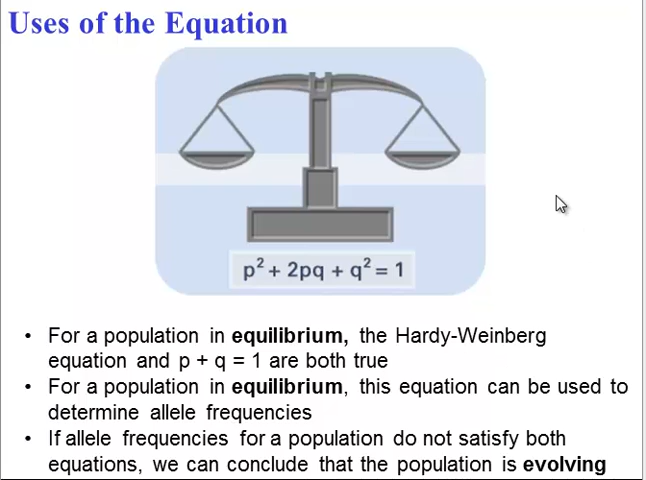 Uses of the Equation
p² + 2pq + q² = 1
• For a population in equilibrium, the Hardy-Weinberg
equation and p + q = 1 are both true
• For a population in equilibrium, this equation can be used to
determine allele frequencies
• If allele frequencies for a population do not satisfy both
equations, we can conclude that the population is evolving